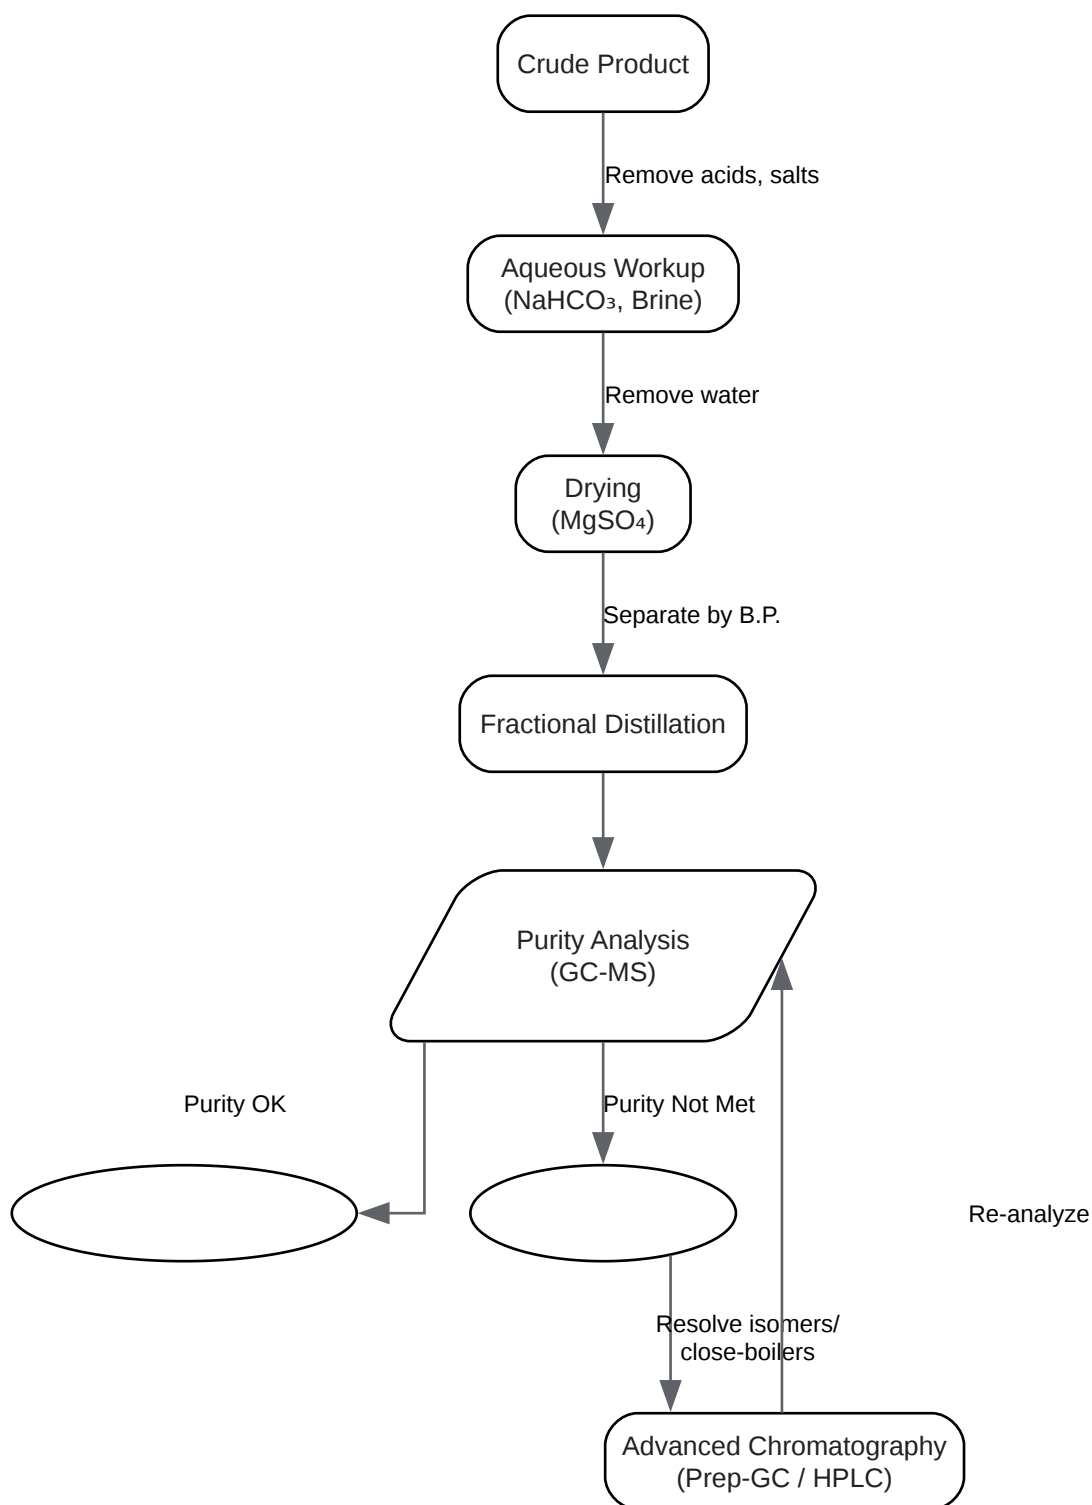 Crude Product
Remove acids, salts
Aqueous Workup
(NaHCO₃, Brine)
Remove water
Drying
(MgSO₄)
Separate by B.P.
Fractional Distillation
Purity Analysis
(GC-MS)
Purity OK
Purity Not Met
Re-analyze
Resolve isomers/
close-boilers
Advanced Chromatography
(Prep-GC / HPLC)